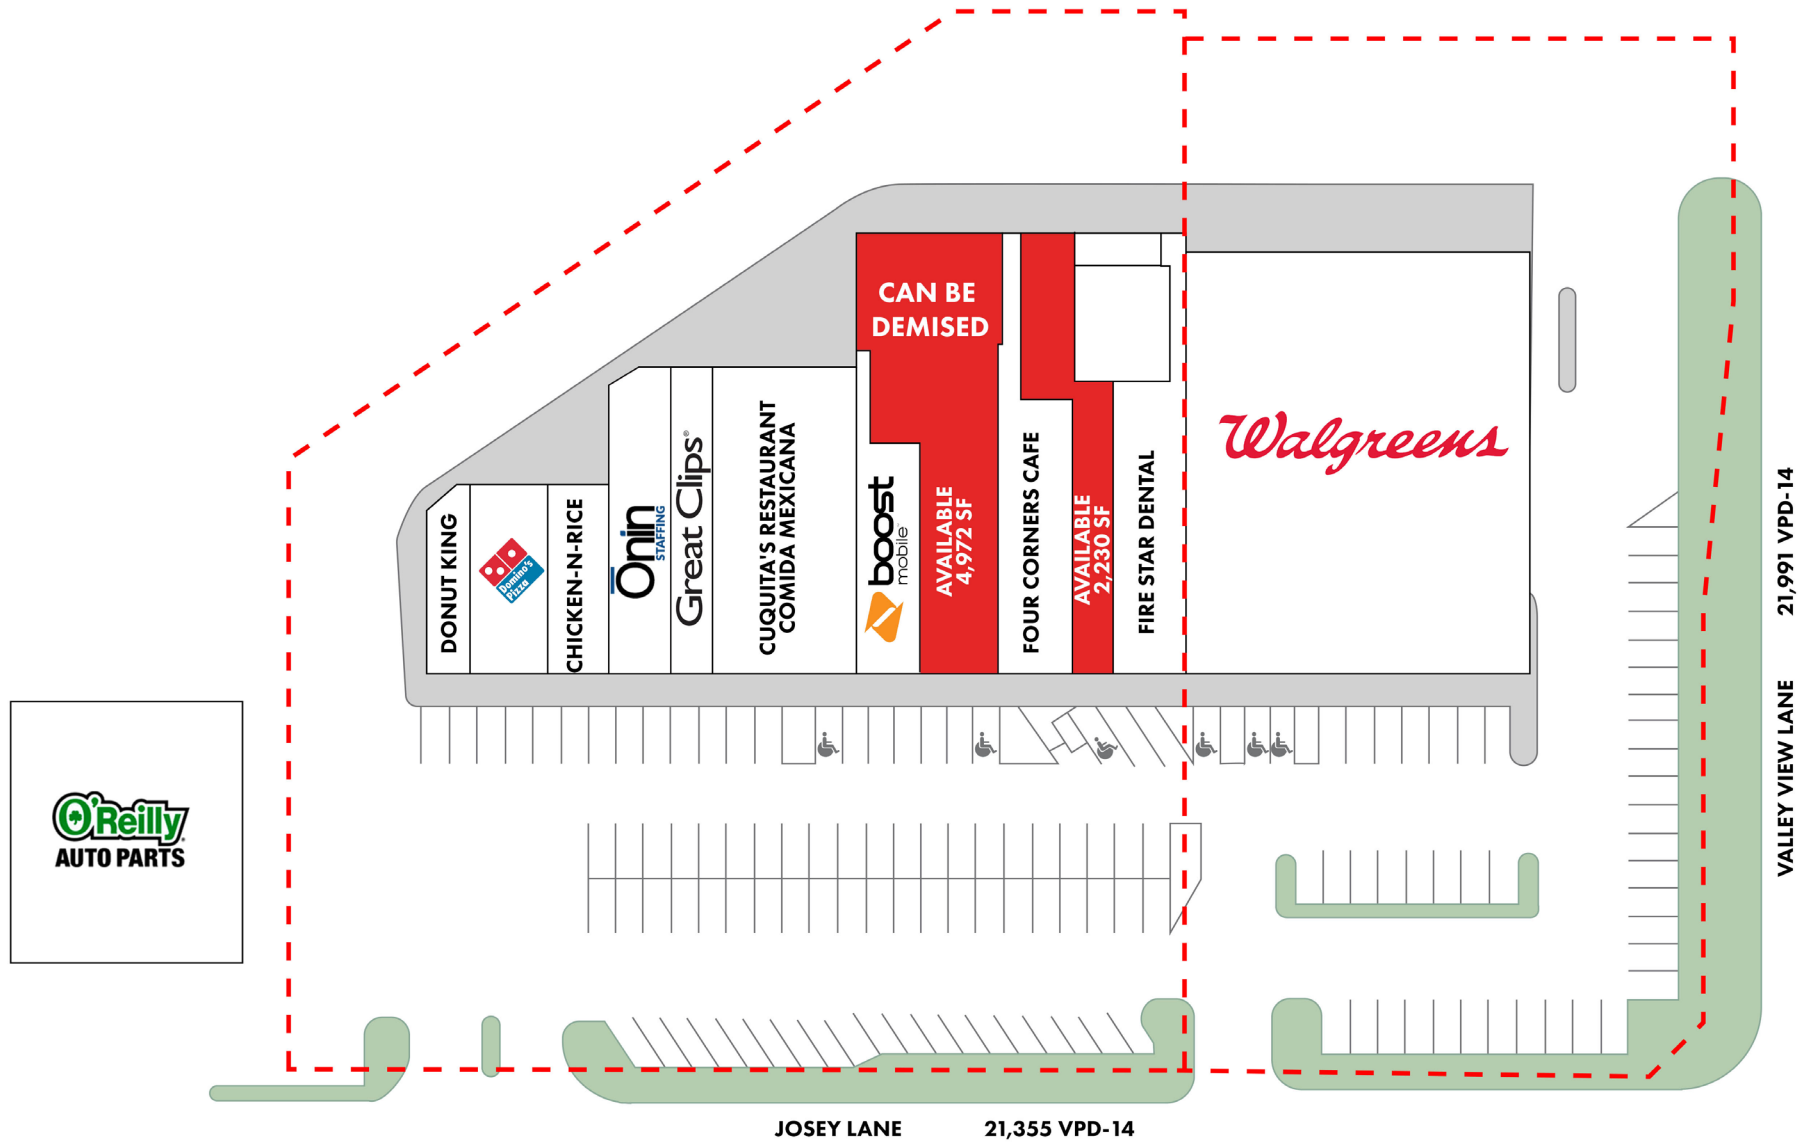 CAN BE
DEMISED
DONUT KING
Domino's
Pizza
CHICKEN-N-RICE
Onin
STAFFING
Great Clips®
CUQUITA'S RESTAURANT
COMIDA MEXICANA
boost
mobile™
AVAILABLE
4,972 SF
FOUR CORNERS CAFE
AVAILABLE
2,230 SF
FIRE STAR DENTAL
Walgreens
O'Reilly
AUTO PARTS
VALLEY VIEW LANE 21,991 VPD-14
JOSEY LANE 21,355 VPD-14